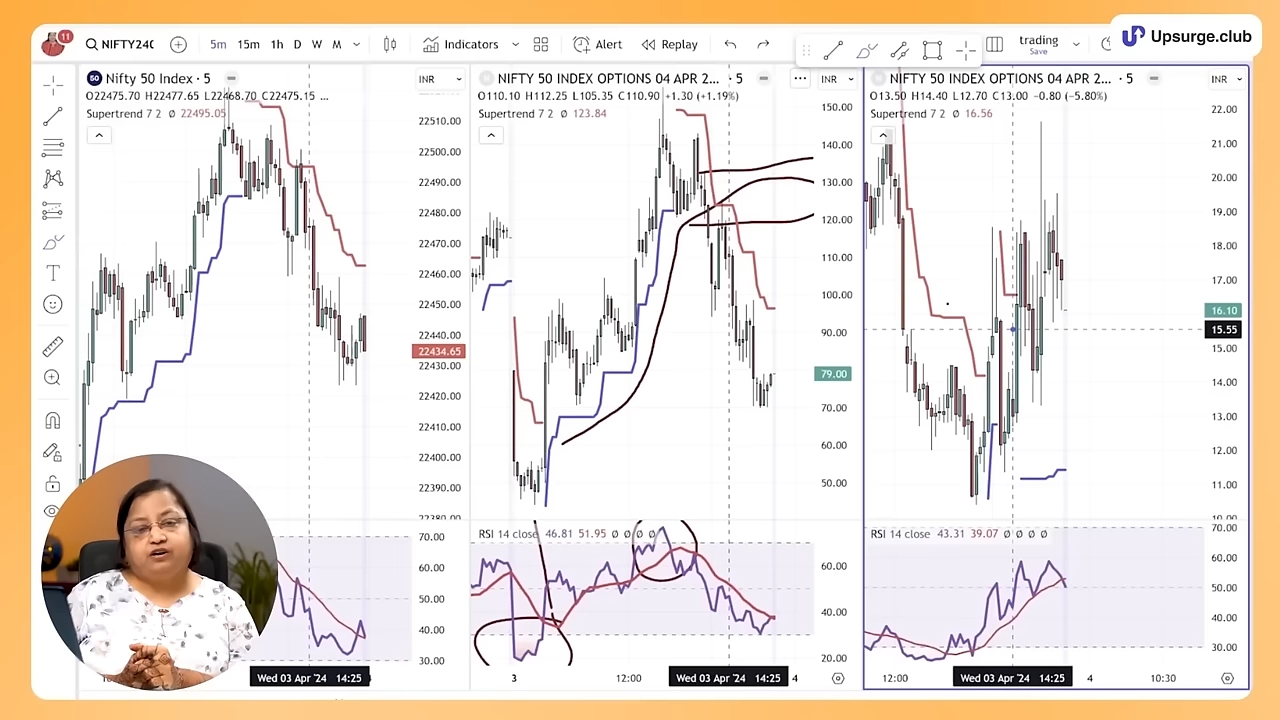 Upsurge.club
11
NIFTY24C
5m
15m
1h
D
W
M
Indicators
Alert
Replay
trading
Save
50
Nifty 50 Index · 5
INR
O22475.70 H22477.65 L22468.70 C22475.15 ...
Supertrend 7 2 Ø 22495.05
22510.00
22500.00
22490.00
22480.00
22470.00
22460.00
22450.00
22440.00
22434.65
22430.00
22420.00
22410.00
22400.00
22390.00
22380.00
70.00
60.00
50.00
40.00
30.00
Wed 03 Apr '24 14:25
NIFTY 50 INDEX OPTIONS 04 APR 2... · 5
INR
O110.10 H112.25 L105.35 C110.90 +1.30 (+1.19%)
Supertrend 7 2 Ø 123.84
150.00
140.00
130.00
120.00
110.00
100.00
90.00
79.00
70.00
60.00
50.00
RSI 14 close 46.81 51.95 Ø Ø Ø Ø
60.00
40.00
20.00
3
12:00
Wed 03 Apr '24 14:25
4
NIFTY 50 INDEX OPTIONS 04 APR 2... · 5
INR
O13.50 H14.40 L12.70 C13.00 −0.80 (−5.80%)
Supertrend 7 2 Ø 16.56
22.00
21.00
20.00
19.00
18.00
17.00
16.10
15.55
15.00
14.00
13.00
12.00
11.00
RSI 14 close 43.31 39.07 Ø Ø Ø Ø
70.00
60.00
50.00
40.00
30.00
12:00
Wed 03 Apr '24 14:25
4
10:30